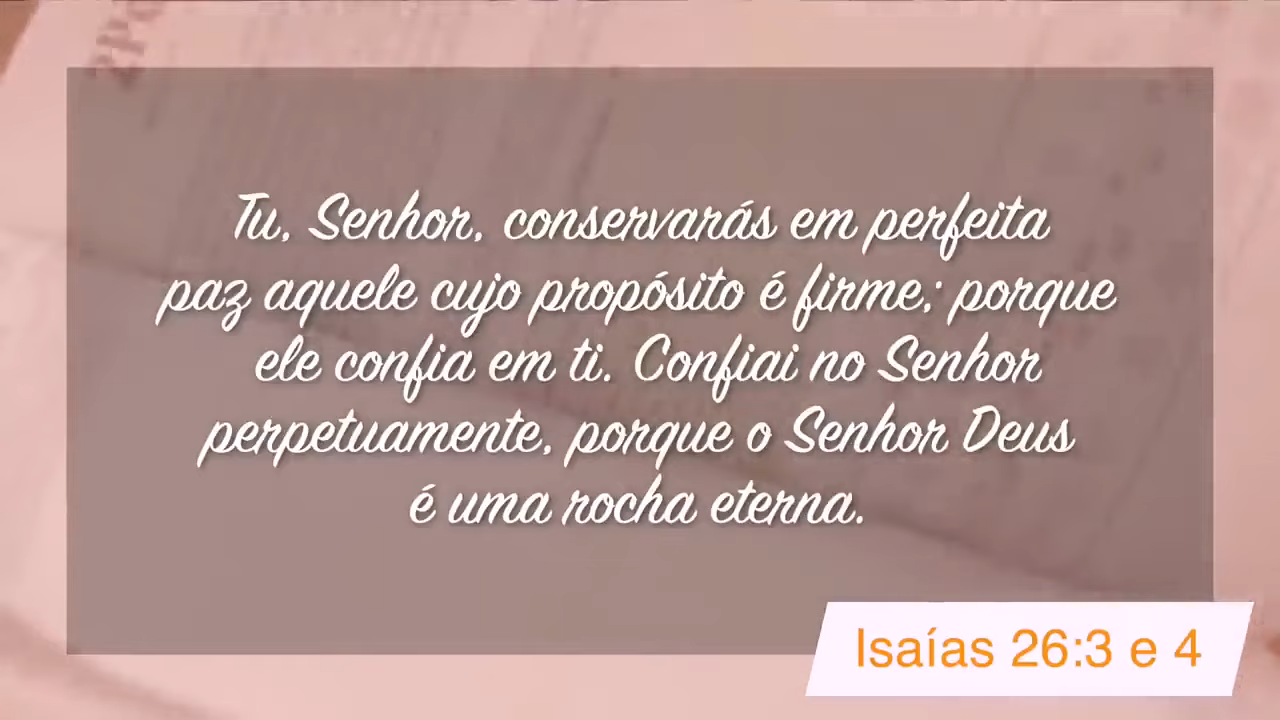 Tu, Senhor, conservarás em perfeita
paz aquele cujo propósito é firme; porque
ele confia em ti. Confiai no Senhor
perpetuamente, porque o Senhor Deus
é uma rocha eterna.
Isaías 26:3 e 4